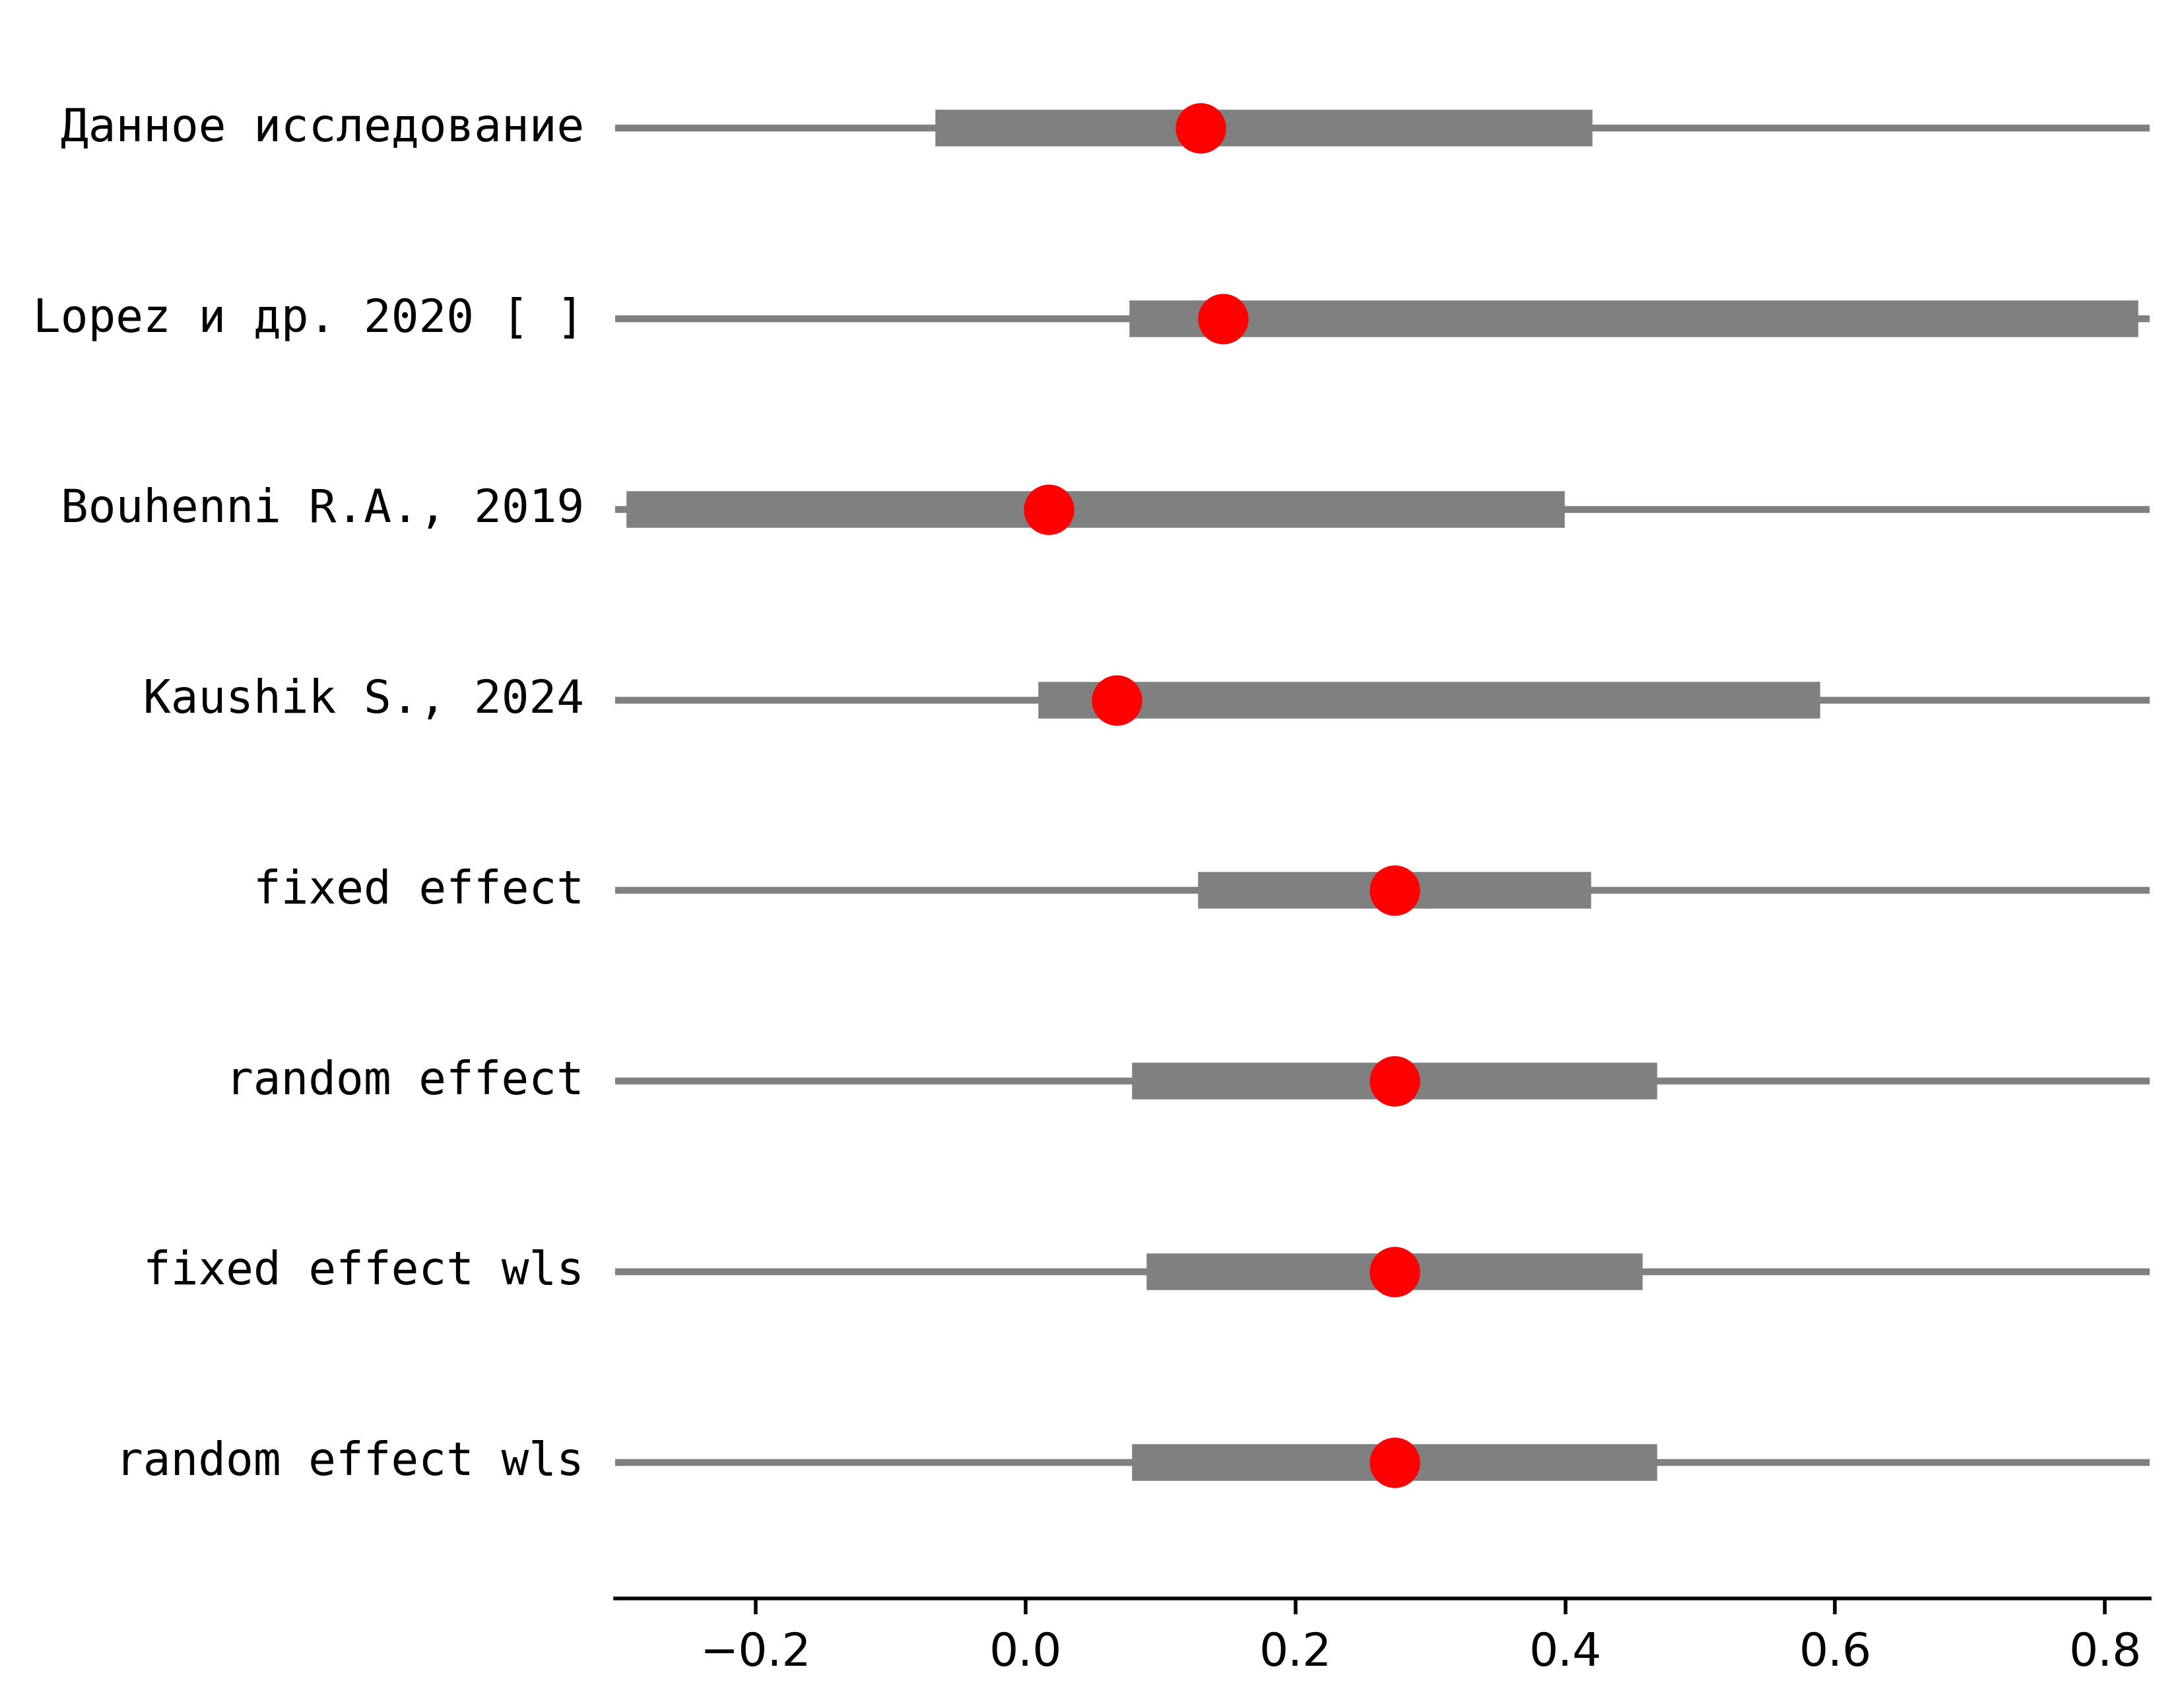 Данное исследование
Lopez и др. 2020 [ ]
Bouhenni R.A., 2019
Kaushik S., 2024
fixed effect
random effect
fixed effect wls
random effect wls
−0.2 0.0 0.2 0.4 0.6 0.8